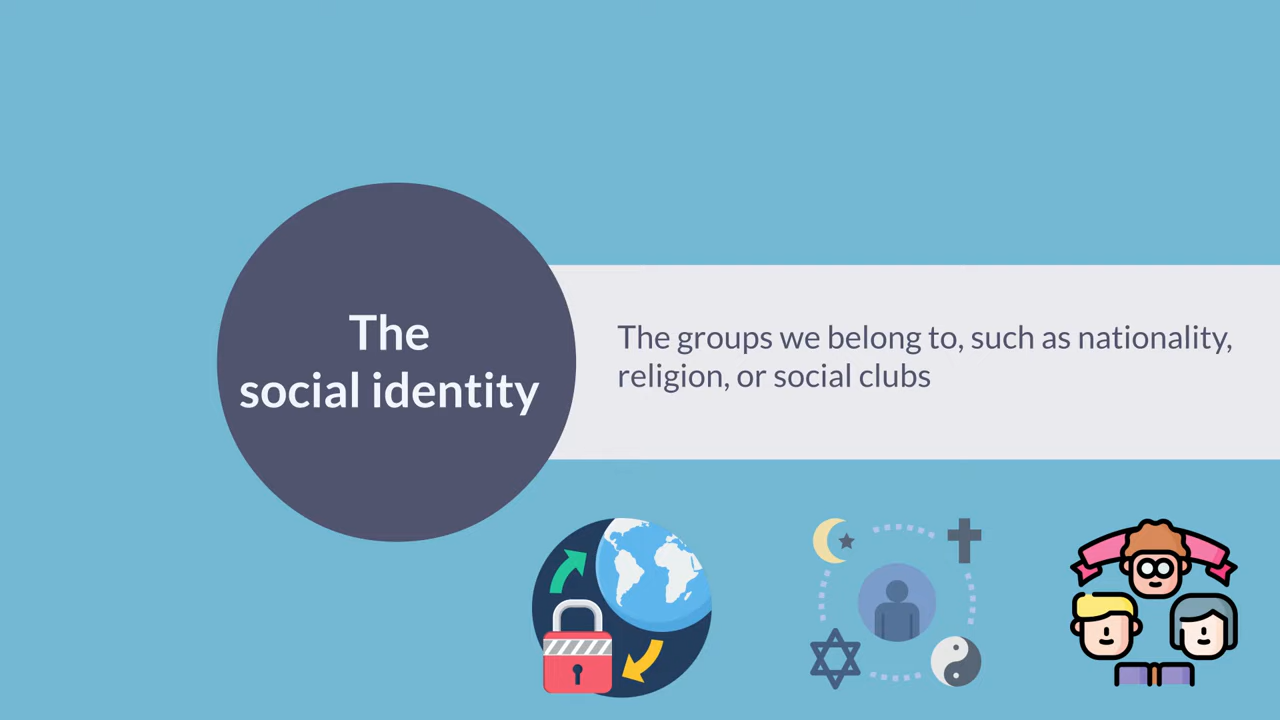 The
social identity
The groups we belong to, such as nationality,
religion, or social clubs